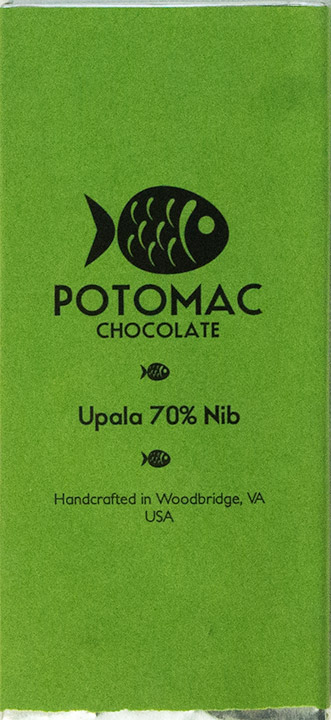 POTOMAC
CHOCOLATE
Upala 70% Nib
Handcrafted in Woodbridge, VA
USA